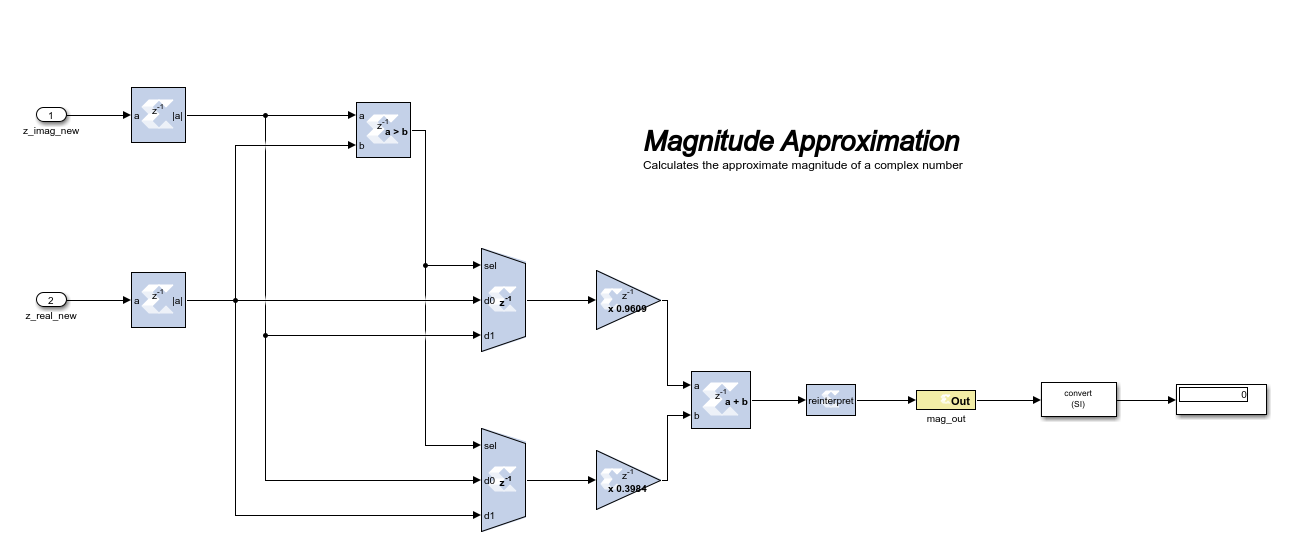 Magnitude Approximation
Calculates the approximate magnitude of a complex number
1
z_imag_new
a
z-1
|a|
a
b
z-1
a > b
2
z_real_new
a
z-1
|a|
sel
d0
d1
z-1
z-1
x 0.9609
sel
d0
d1
z-1
z-1
x 0.3984
a
b
z-1
a + b
reinterpret
Out
mag_out
convert
(SI)
0